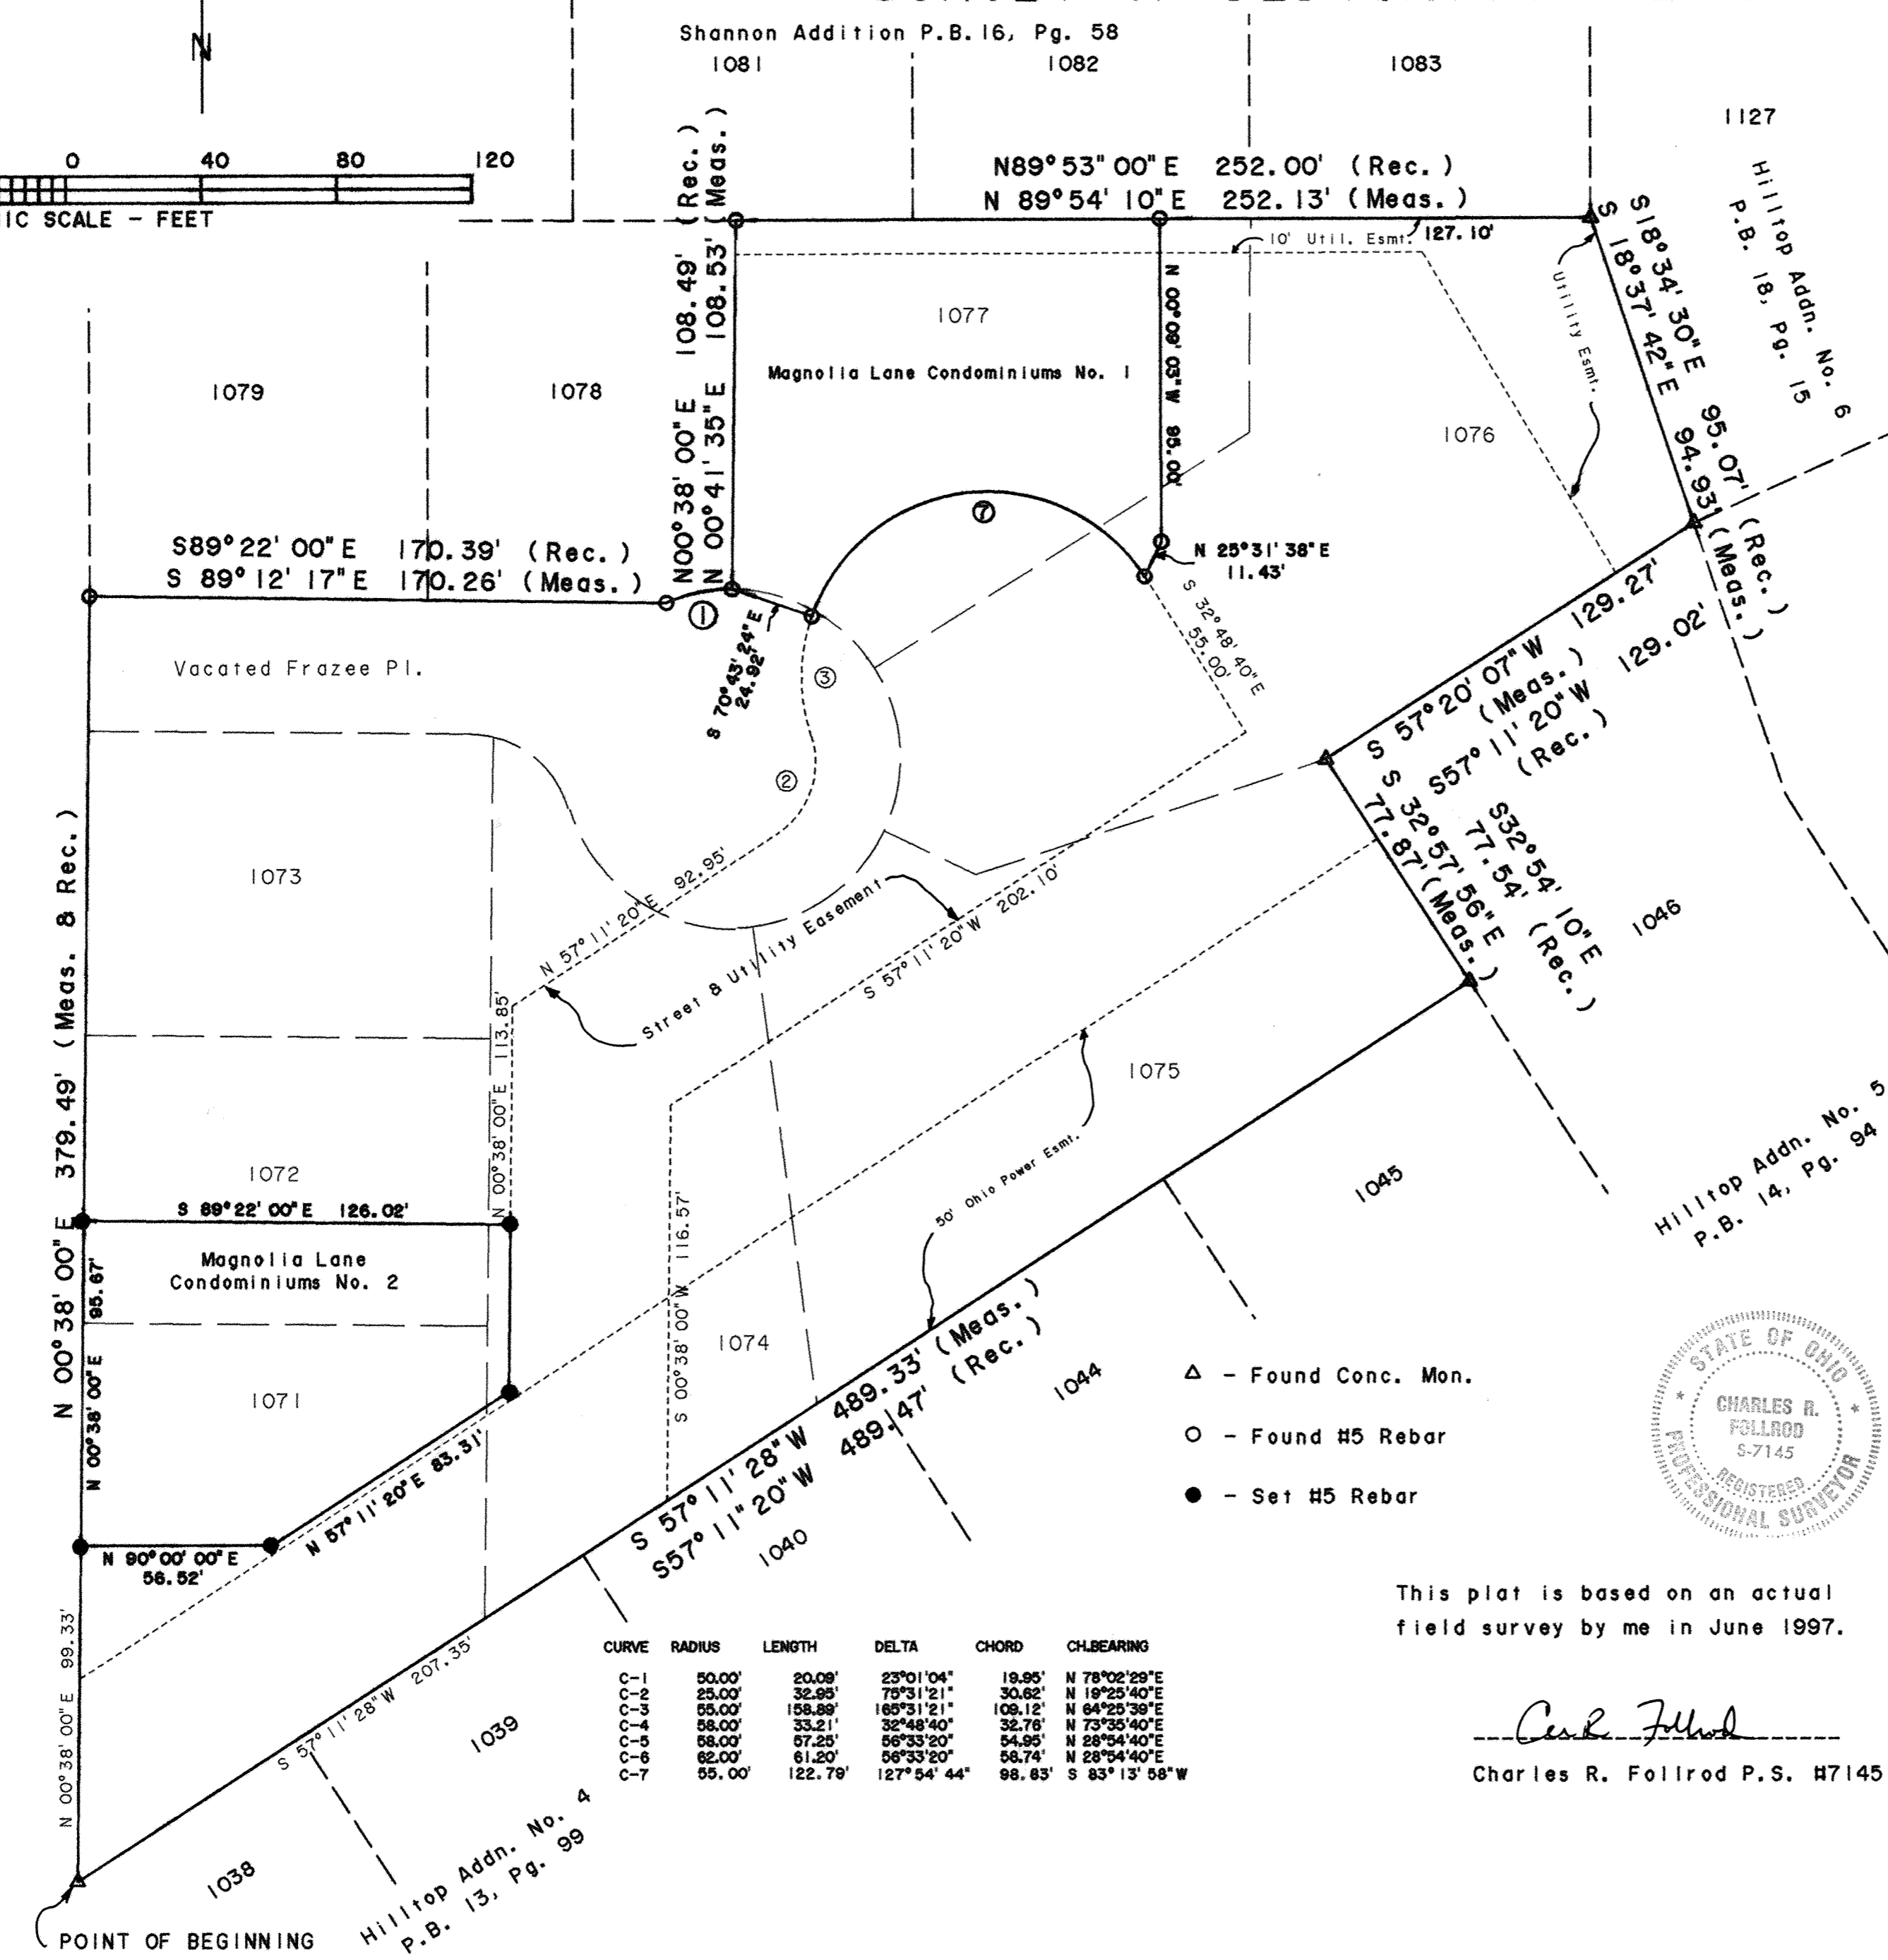 Shannon Addition P.B. 16, Pg. 58
1081
1082
1083
1127
N
0 40 80 120
SCALE - FEET
N89°53"00"E 252.00' (Rec.)
N 89°54'10"E 252.13' (Meas.)
10' Util. Esmt.
127.10'
Hilltop Addn. No. 6
P.B. 18, Pg. 15
S18°34'30"E 95.07' (Rec.)
S 18°37'42"E 94.93' (Meas.)
Utility Esmt.
N00°38'00"E 108.49' (Rec.)
N 00°41'35"E 108.53' (Meas.)
1077
Magnolia Lane Condominiums No. 1
N 00°09'03"W 95.00'
1076
1079
1078
S89°22'00"E 170.39' (Rec.)
S 89°12'17"E 170.26' (Meas.)
1
7
N 25°31'38"E
11.43'
S 70°43'24"E
24.92'
S 32°48'40"E
55.00'
3
2
Vacated Frazee Pl.
S 57°20'07"W 129.27'
(Meas.)
S57°11'20"W 129.02'
(Rec.)
S 32°57'56"E
77.87' (Meas.)
S32°54'10"E
77.54' (Rec.)
1046
1073
N 57°11'20"E 92.95'
Street & Utility Easement
S 57°11'20"W 202.10'
N 00°38'00"E 379.49' (Meas. & Rec.)
N 00°38'00"E 113.85'
1075
50' Ohio Power Esmt.
1045
Hilltop Addn. No. 5
P.B. 14, Pg. 94
1072
S 89°22'00"E 126.02'
Magnolia Lane
Condominiums No. 2
N 00°38'00"E 95.67'
1071
S 00°38'00"W 116.57'
1074
S 57°11'28"W 489.33' (Meas.)
S57°11"20"W 489.47' (Rec.)
1044
1040
N 57°11'20"E 83.31'
N 90°00'00"E
56.52'
N 00°38'00"E 99.33'
S 57°11'28"W 207.35'
1039
1038
Hilltop Addn. No. 4
P.B. 13, Pg. 99
POINT OF BEGINNING
- Found Conc. Mon.
- Found #5 Rebar
- Set #5 Rebar
STATE OF OHIO
CHARLES R.
FOLLROD
S-7145
REGISTERED
PROFESSIONAL SURVEYOR
This plat is based on an actual
field survey by me in June 1997.
Charles R. Follrod P.S. #7145
CURVE RADIUS LENGTH DELTA CHORD CH.BEARING
C-1 50.00' 20.09' 23°01'04" 19.95' N 78°02'29"E
C-2 25.00' 32.95' 75°31'21" 30.62' N 19°25'40"E
C-3 55.00' 158.89' 165°31'21" 109.12' N 64°25'39"E
C-4 58.00' 33.21' 32°48'40" 32.76' N 73°35'40"E
C-5 58.00' 57.25' 56°33'20" 54.95' N 28°54'40"E
C-6 62.00' 61.20' 56°33'20" 58.74' N 28°54'40"E
C-7 55.00' 122.79' 127°54'44" 98.83' S 83°13'58"W